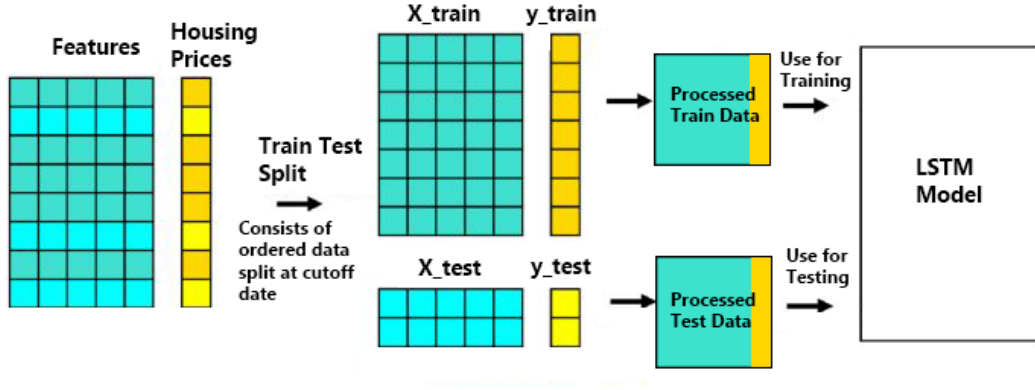 Features
Housing
Prices
Train Test
Split
Consists of
ordered data
split at cutoff
date
X_train
y_train
X_test
y_test
Processed
Train Data
Processed
Test Data
Use for
Training
Use for
Testing
LSTM
Model